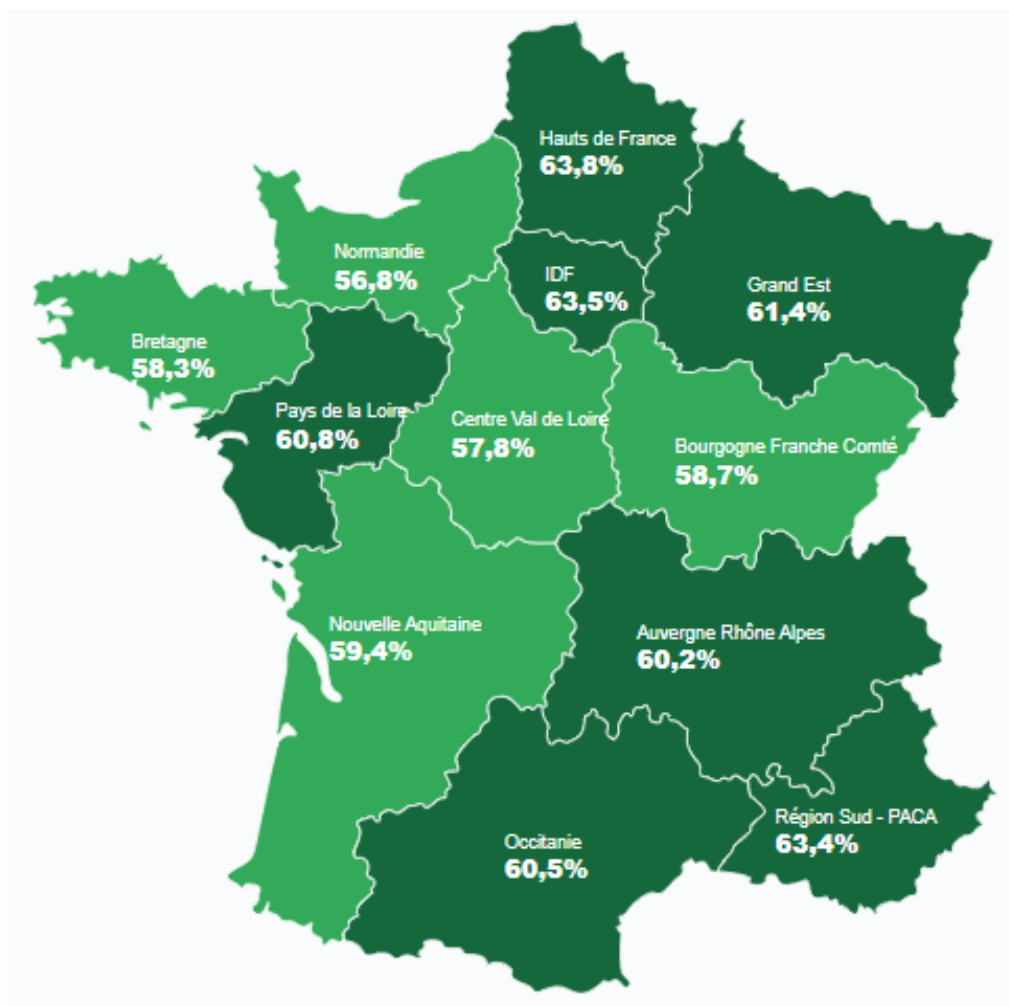 Hauts de France
63,8%
Normandie
56,8%
IDF
63,5%
Grand Est
61,4%
Bretagne
58,3%
Pays de la Loire
60,8%
Centre Val de Loire
57,8%
Bourgogne Franche Comté
58,7%
Nouvelle Aquitaine
59,4%
Auvergne Rhône Alpes
60,2%
Région Sud - PACA
63,4%
Occitanie
60,5%